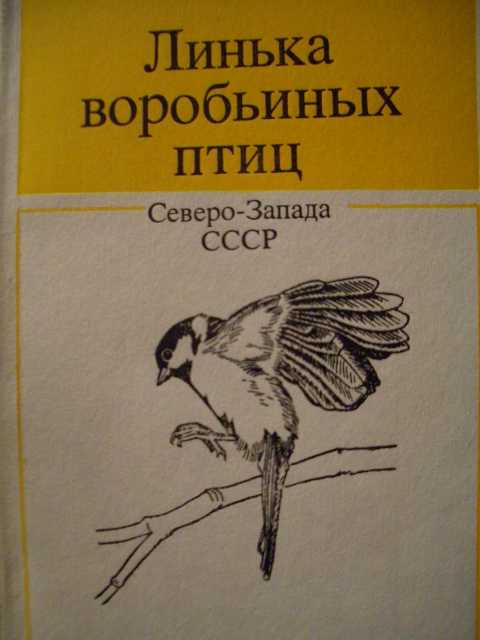 Линька
воробьиных
птиц
Северо-Запада
СССР